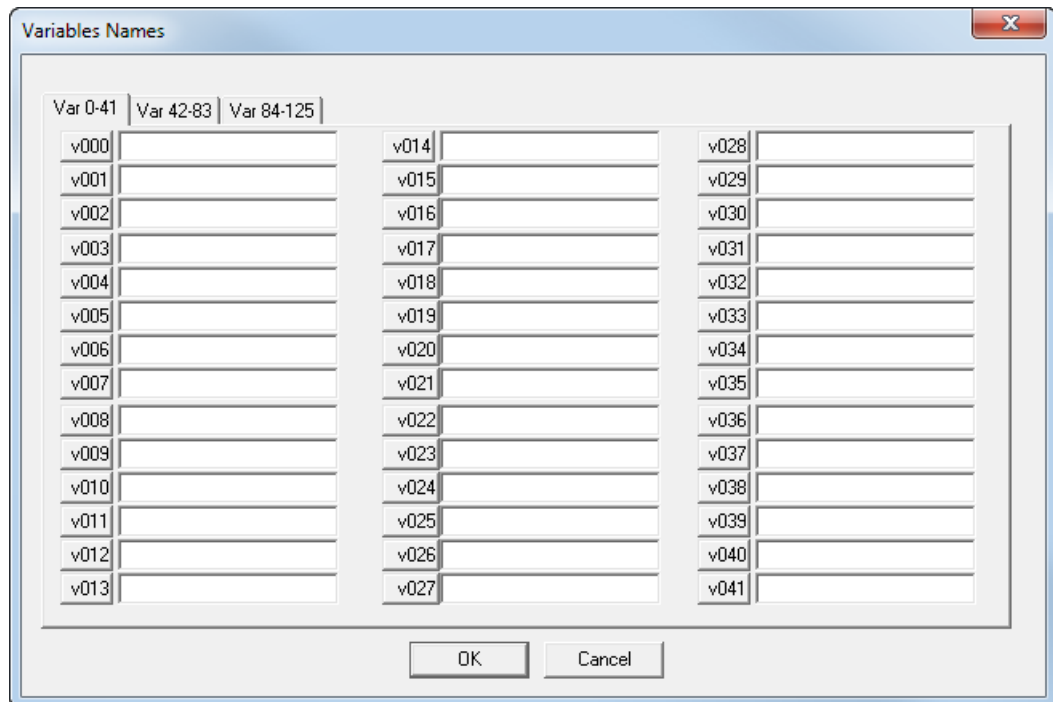 Variables Names
X
Var 0-41 Var 42-83 Var 84-125
v000 v014 v028
v001 v015 v029
v002 v016 v030
v003 v017 v031
v004 v018 v032
v005 v019 v033
v006 v020 v034
v007 v021 v035
v008 v022 v036
v009 v023 v037
v010 v024 v038
v011 v025 v039
v012 v026 v040
v013 v027 v041
OK Cancel